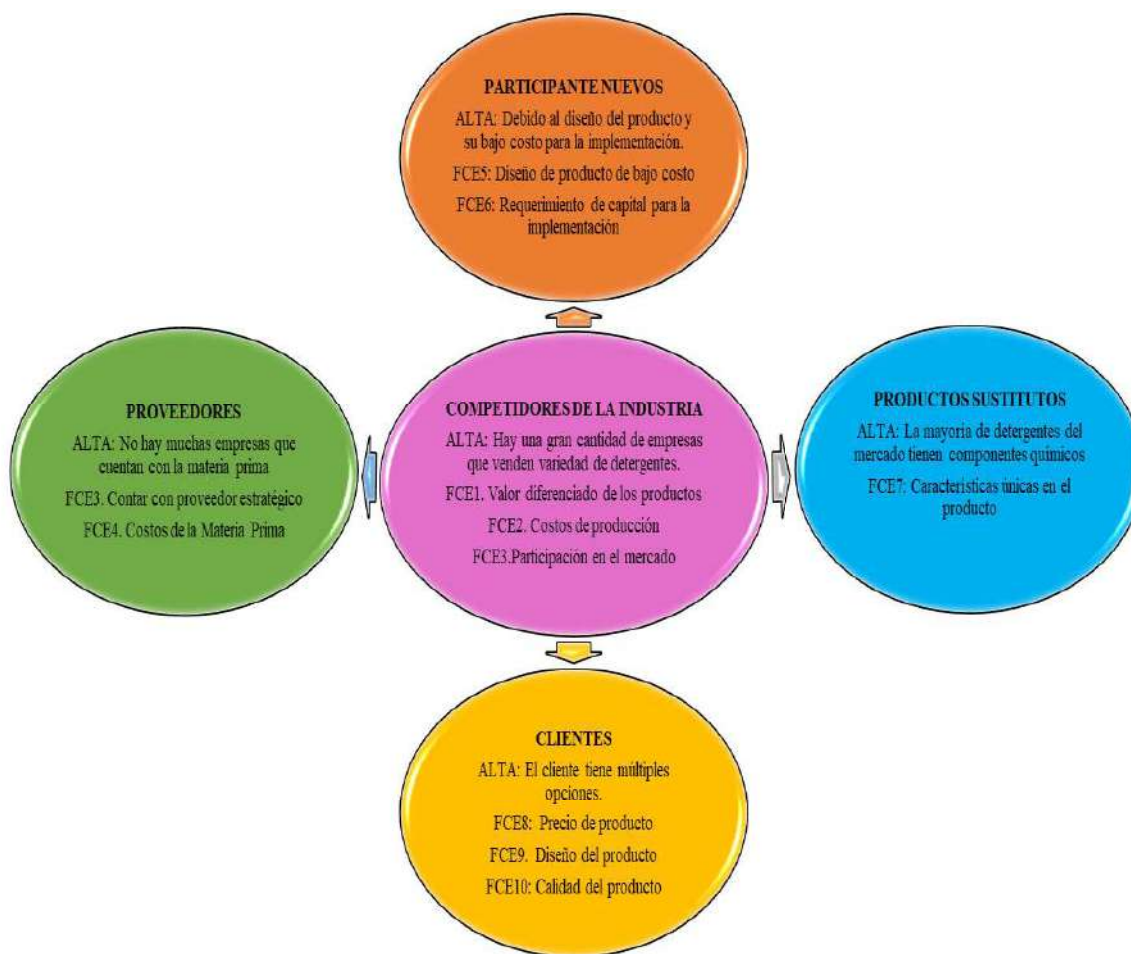 PARTICIPANTE NUEVOS
ALTA: Debido al diseño del producto y
su bajo costo para la implementación.
FCE5: Diseño de producto de bajo costo
FCE6: Requerimiento de capital para la
implementación
PROVEEDORES
ALTA: No hay muchas empresas que
cuentan con la materia prima
FCE3. Contar con proveedor estratégico
FCE4. Costos de la Materia Prima
COMPETIDORES DE LA INDUSTRIA
ALTA: Hay una gran cantidad de empresas
que venden variedad de detergentes.
FCE1. Valor diferenciado de los productos
FCE2. Costos de producción
FCE3.Participación en el mercado
PRODUCTOS SUSTITUTOS
ALTA: La mayoría de detergentes del
mercado tienen componentes químicos
FCE7: Características únicas en el
producto
CLIENTES
ALTA: El cliente tiene múltiples
opciones.
FCE8: Precio de producto
FCE9. Diseño del producto
FCE10: Calidad del producto